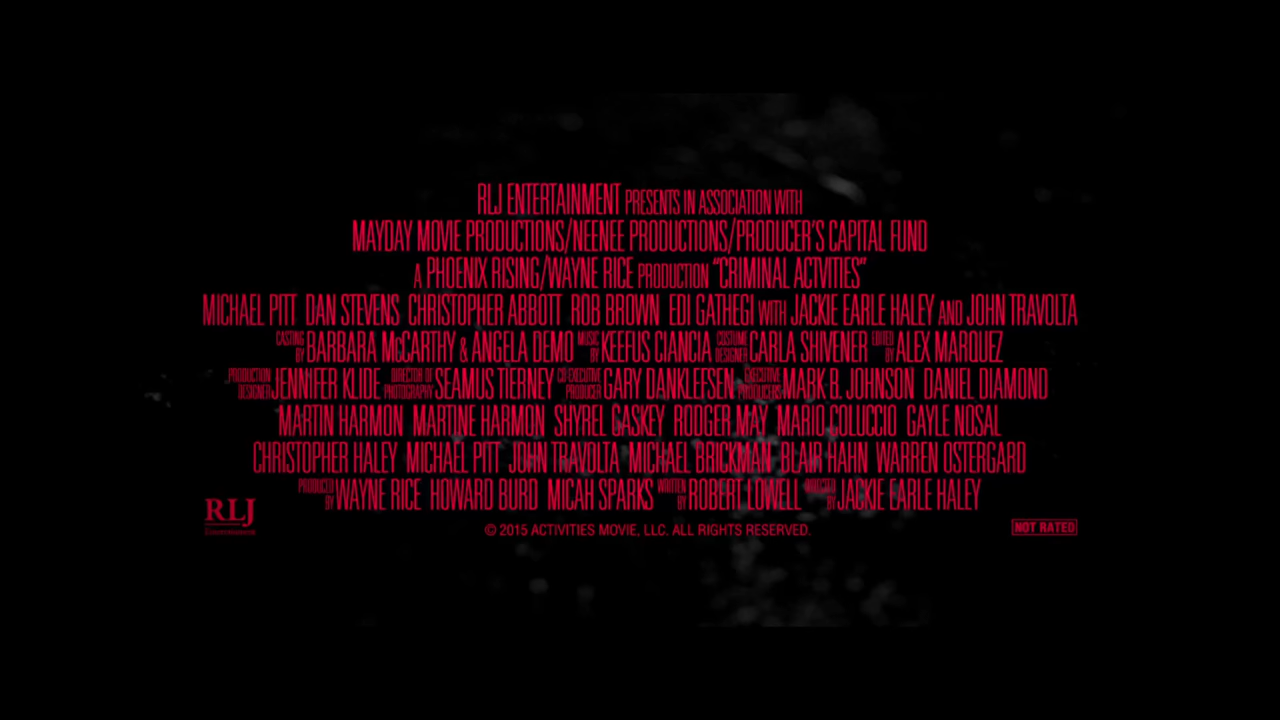 RLJ ENTERTAINMENT PRESENTS IN ASSOCIATION WITH
MAYDAY MOVIE PRODUCTIONS/NEENEE PRODUCTIONS/PRODUCER'S CAPITAL FUND
A PHOENIX RISING/WAYNE RICE PRODUCTION "CRIMINAL ACTVITIES"
MICHAEL PITT DAN STEVENS CHRISTOPHER ABBOTT ROB BROWN EDI GATHEGI WITH JACKIE EARLE HALEY AND JOHN TRAVOLTA
CASTING BY BARBARA McCARTHY & ANGELA DEMO MUSIC BY KEEFUS CIANCIA COSTUME DESIGNER CARLA SHIVENER EDITED BY ALEX MARQUEZ
PRODUCTION DESIGNER JENNIFER KLIDE DIRECTOR OF PHOTOGRAPHY SEAMUS TIERNEY CO-EXECUTIVE PRODUCER GARY DANKLEFSEN EXECUTIVE PRODUCERS MARK B. JOHNSON DANIEL DIAMOND
MARTIN HARMON MARTINE HARMON SHYREL GASKEY RODGER MAY MARIO COLUCCIO GAYLE NOSAL
CHRISTOPHER HALEY MICHAEL PITT JOHN TRAVOLTA MICHAEL BRICKMAN BLAIR HAHN WARREN OSTERGARD
PRODUCED BY WAYNE RICE HOWARD BURD MICAH SPARKS WRITTEN BY ROBERT LOWELL DIRECTED BY JACKIE EARLE HALEY
RLJ
© 2015 ACTIVITIES MOVIE, LLC. ALL RIGHTS RESERVED.
NOT RATED